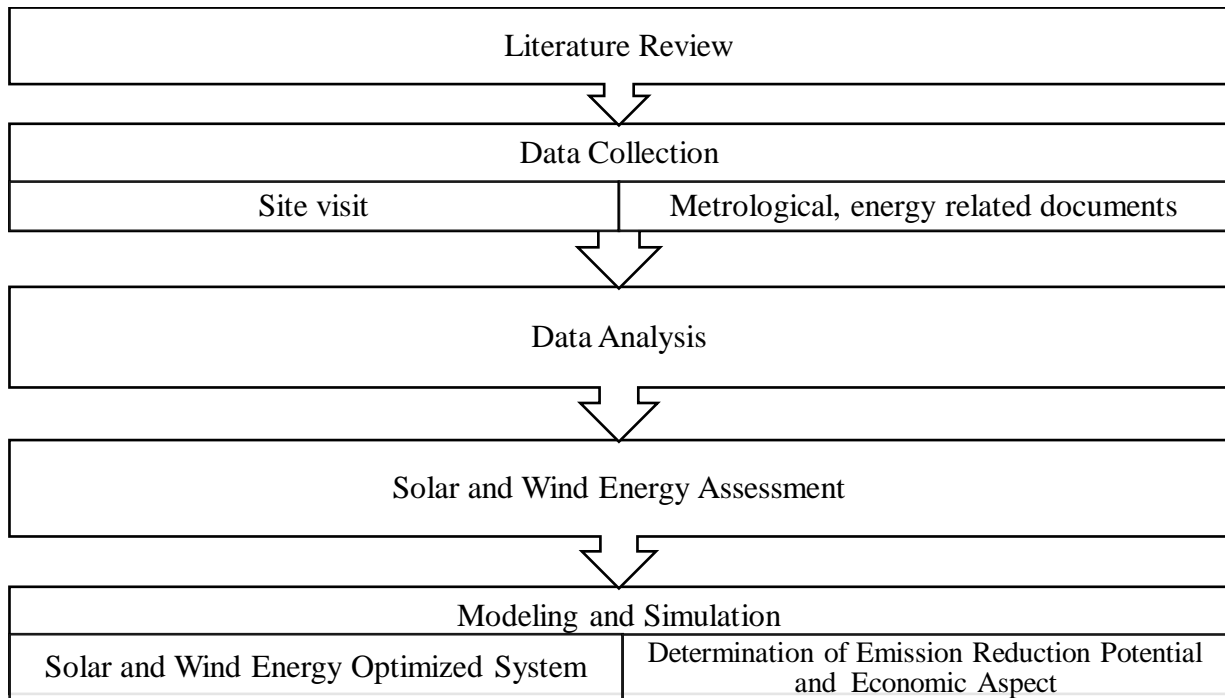 Literature Review
Data Collection
Site visit
Metrological, energy related documents
Data Analysis
Solar and Wind Energy Assessment
Modeling and Simulation
Solar and Wind Energy Optimized System
Determination of Emission Reduction Potential
and Economic Aspect